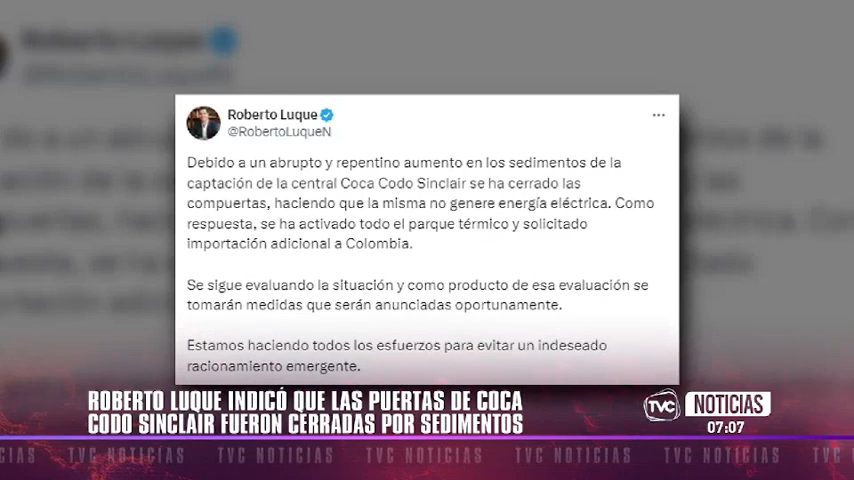 Roberto Luque
@RobertoLuqueN
Debido a un abrupto y repentino aumento en los sedimentos de la
captación de la central Coca Codo Sinclair se ha cerrado las
compuertas, haciendo que la misma no genere energía eléctrica. Como
respuesta, se ha activado todo el parque térmico y solicitado
importación adicional a Colombia.
Se sigue evaluando la situación y como producto de esa evaluación se
tomarán medidas que serán anunciadas oportunamente.
Estamos haciendo todos los esfuerzos para evitar un indeseado
racionamiento emergente.
ROBERTO LUQUE INDICÓ QUE LAS PUERTAS DE COCA
CODO SINCLAIR FUERON CERRADAS POR SEDIMENTOS
TVC NOTICIAS
07:07
CIAS TVC NOTICIAS TVC NOTICIAS TVC NOTICIAS TVC NOTICIAS TVC NO